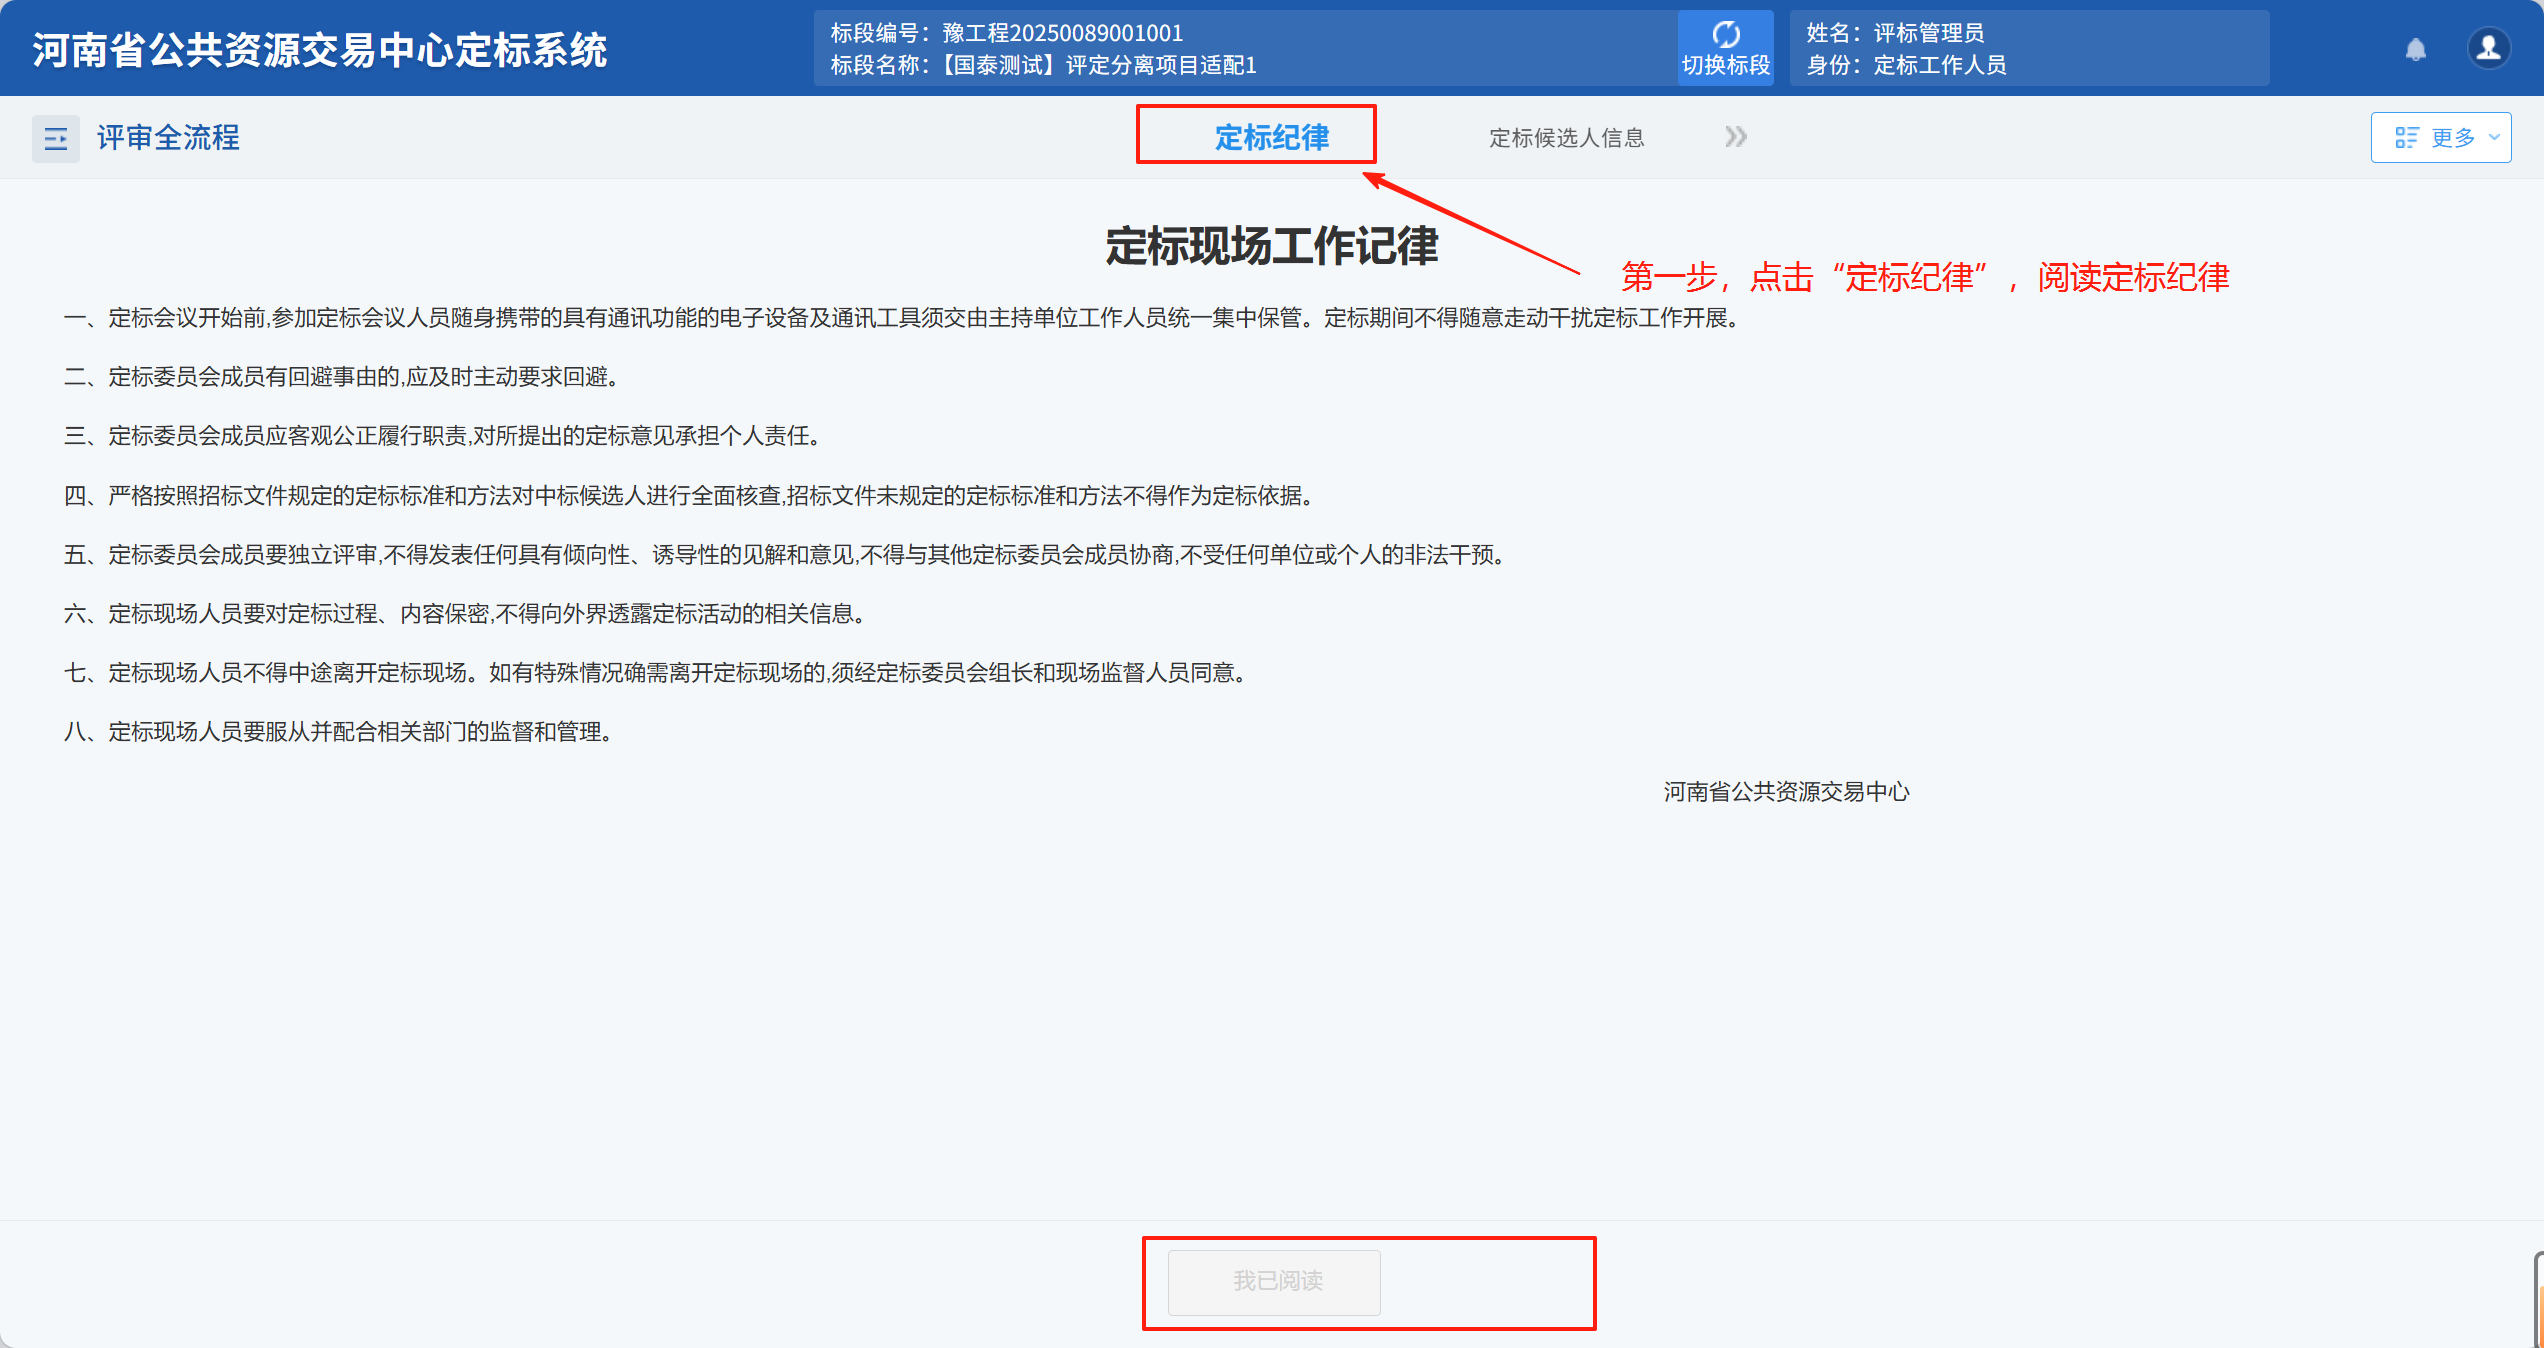 河南省公共资源交易中心定标系统
标段编号：豫工程20250089001001
标段名称：【国泰测试】评定分离项目适配1
切换标段
姓名：评标管理员
身份：定标工作人员
评审全流程
定标纪律
定标候选人信息
更多
定标现场工作记律
第一步，点击“定标纪律”，阅读定标纪律
一、定标会议开始前,参加定标会议人员随身携带的具有通讯功能的电子设备及通讯工具须交由主持单位工作人员统一集中保管。定标期间不得随意走动干扰定标工作开展。
二、定标委员会成员有回避事由的,应及时主动要求回避。
三、定标委员会成员应客观公正履行职责,对所提出的定标意见承担个人责任。
四、严格按照招标文件规定的定标标准和方法对中标候选人进行全面核查,招标文件未规定的定标标准和方法不得作为定标依据。
五、定标委员会成员要独立评审,不得发表任何具有倾向性、诱导性的见解和意见,不得与其他定标委员会成员协商,不受任何单位或个人的非法干预。
六、定标现场人员要对定标过程、内容保密,不得向外界透露定标活动的相关信息。
七、定标现场人员不得中途离开定标现场。如有特殊情况确需离开定标现场的,须经定标委员会组长和现场监督人员同意。
八、定标现场人员要服从并配合相关部门的监督和管理。
河南省公共资源交易中心
我已阅读